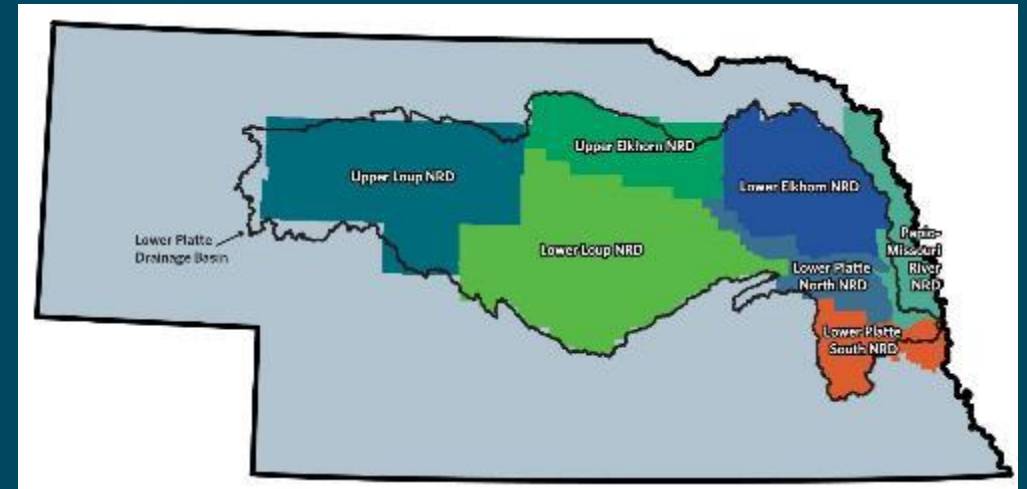 Upper Elkhorn NRD
Upper Loup NRD
Lower Elkhorn NRD
Lower Platte
Drainage Basin
Lower Loup NRD
Papio-
Missouri
River
NRD
Lower Platte
North NRD
Lower Platte
South NRD